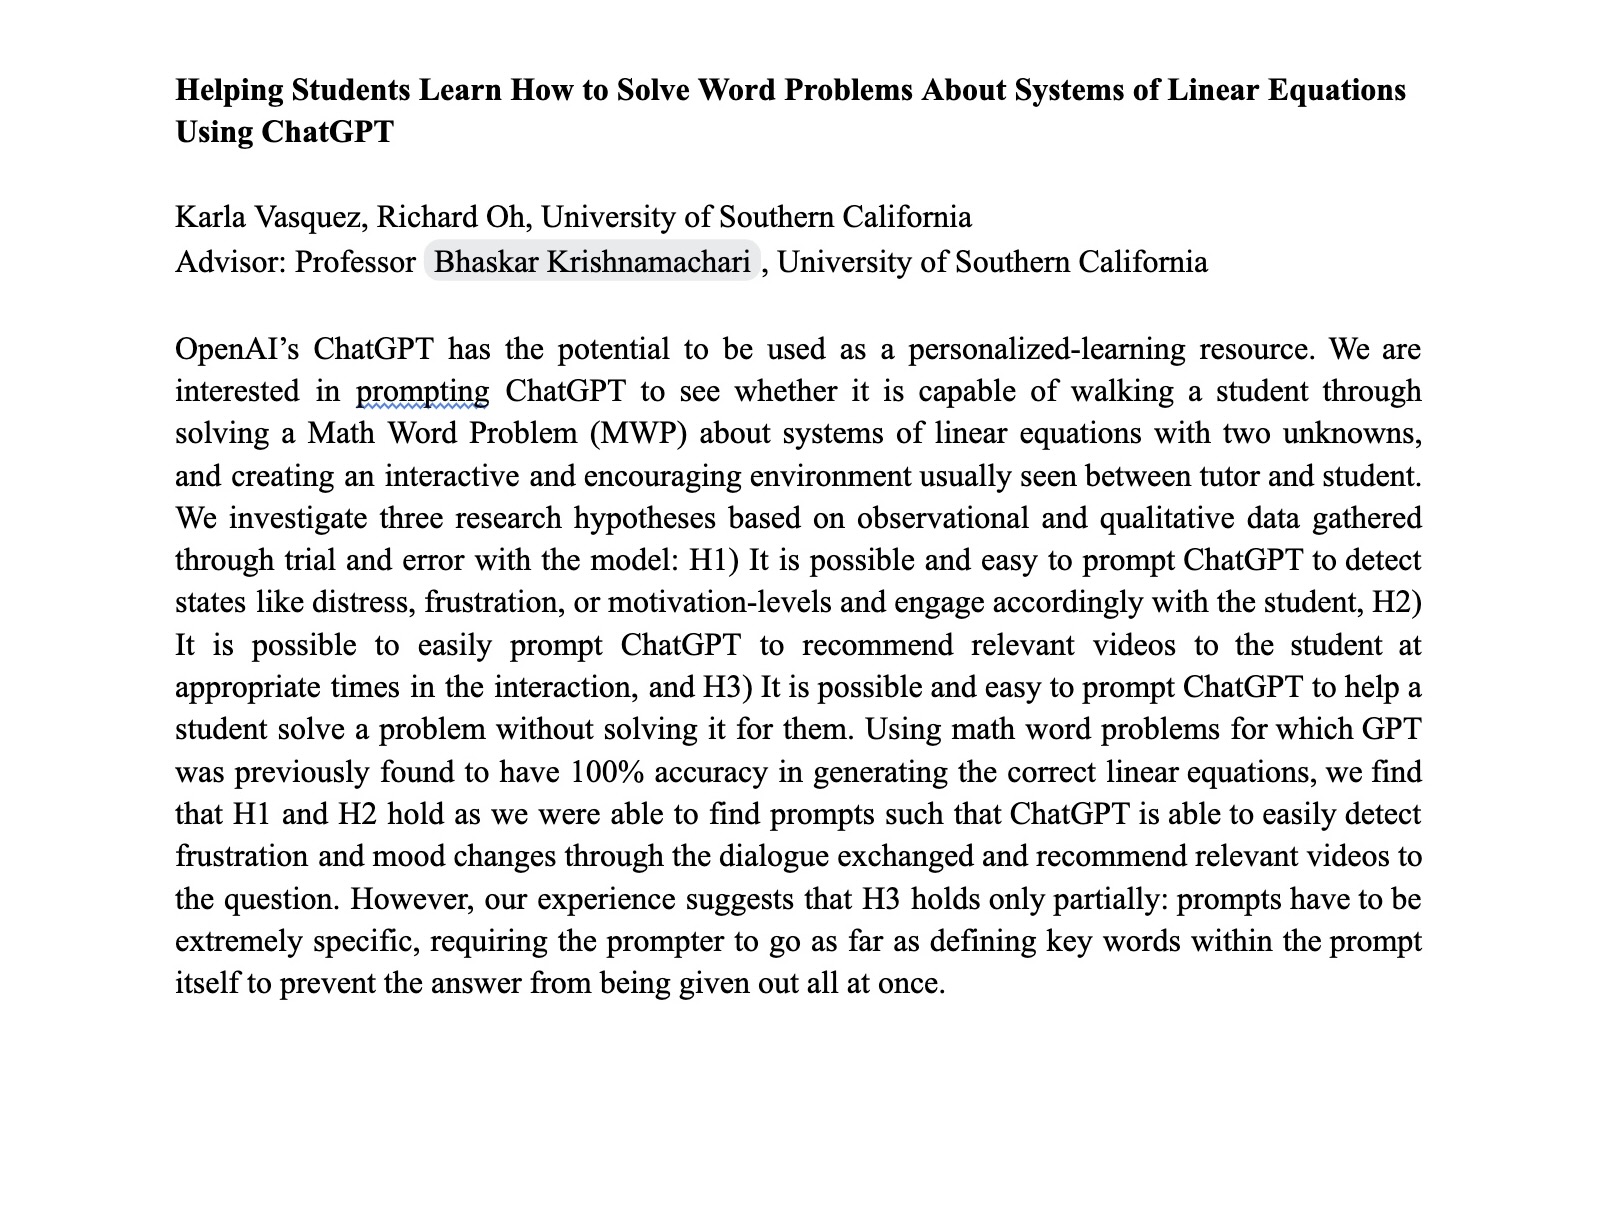 Helping Students Learn How to Solve Word Problems About Systems of Linear Equations
Using ChatGPT
Karla Vasquez, Richard Oh, University of Southern California
Advisor: Professor Bhaskar Krishnamachari , University of Southern California
OpenAI’s ChatGPT has the potential to be used as a personalized-learning resource. We are
interested in prompting ChatGPT to see whether it is capable of walking a student through
solving a Math Word Problem (MWP) about systems of linear equations with two unknowns,
and creating an interactive and encouraging environment usually seen between tutor and student.
We investigate three research hypotheses based on observational and qualitative data gathered
through trial and error with the model: H1) It is possible and easy to prompt ChatGPT to detect
states like distress, frustration, or motivation-levels and engage accordingly with the student, H2)
It is possible to easily prompt ChatGPT to recommend relevant videos to the student at
appropriate times in the interaction, and H3) It is possible and easy to prompt ChatGPT to help a
student solve a problem without solving it for them. Using math word problems for which GPT
was previously found to have 100% accuracy in generating the correct linear equations, we find
that H1 and H2 hold as we were able to find prompts such that ChatGPT is able to easily detect
frustration and mood changes through the dialogue exchanged and recommend relevant videos to
the question. However, our experience suggests that H3 holds only partially: prompts have to be
extremely specific, requiring the prompter to go as far as defining key words within the prompt
itself to prevent the answer from being given out all at once.